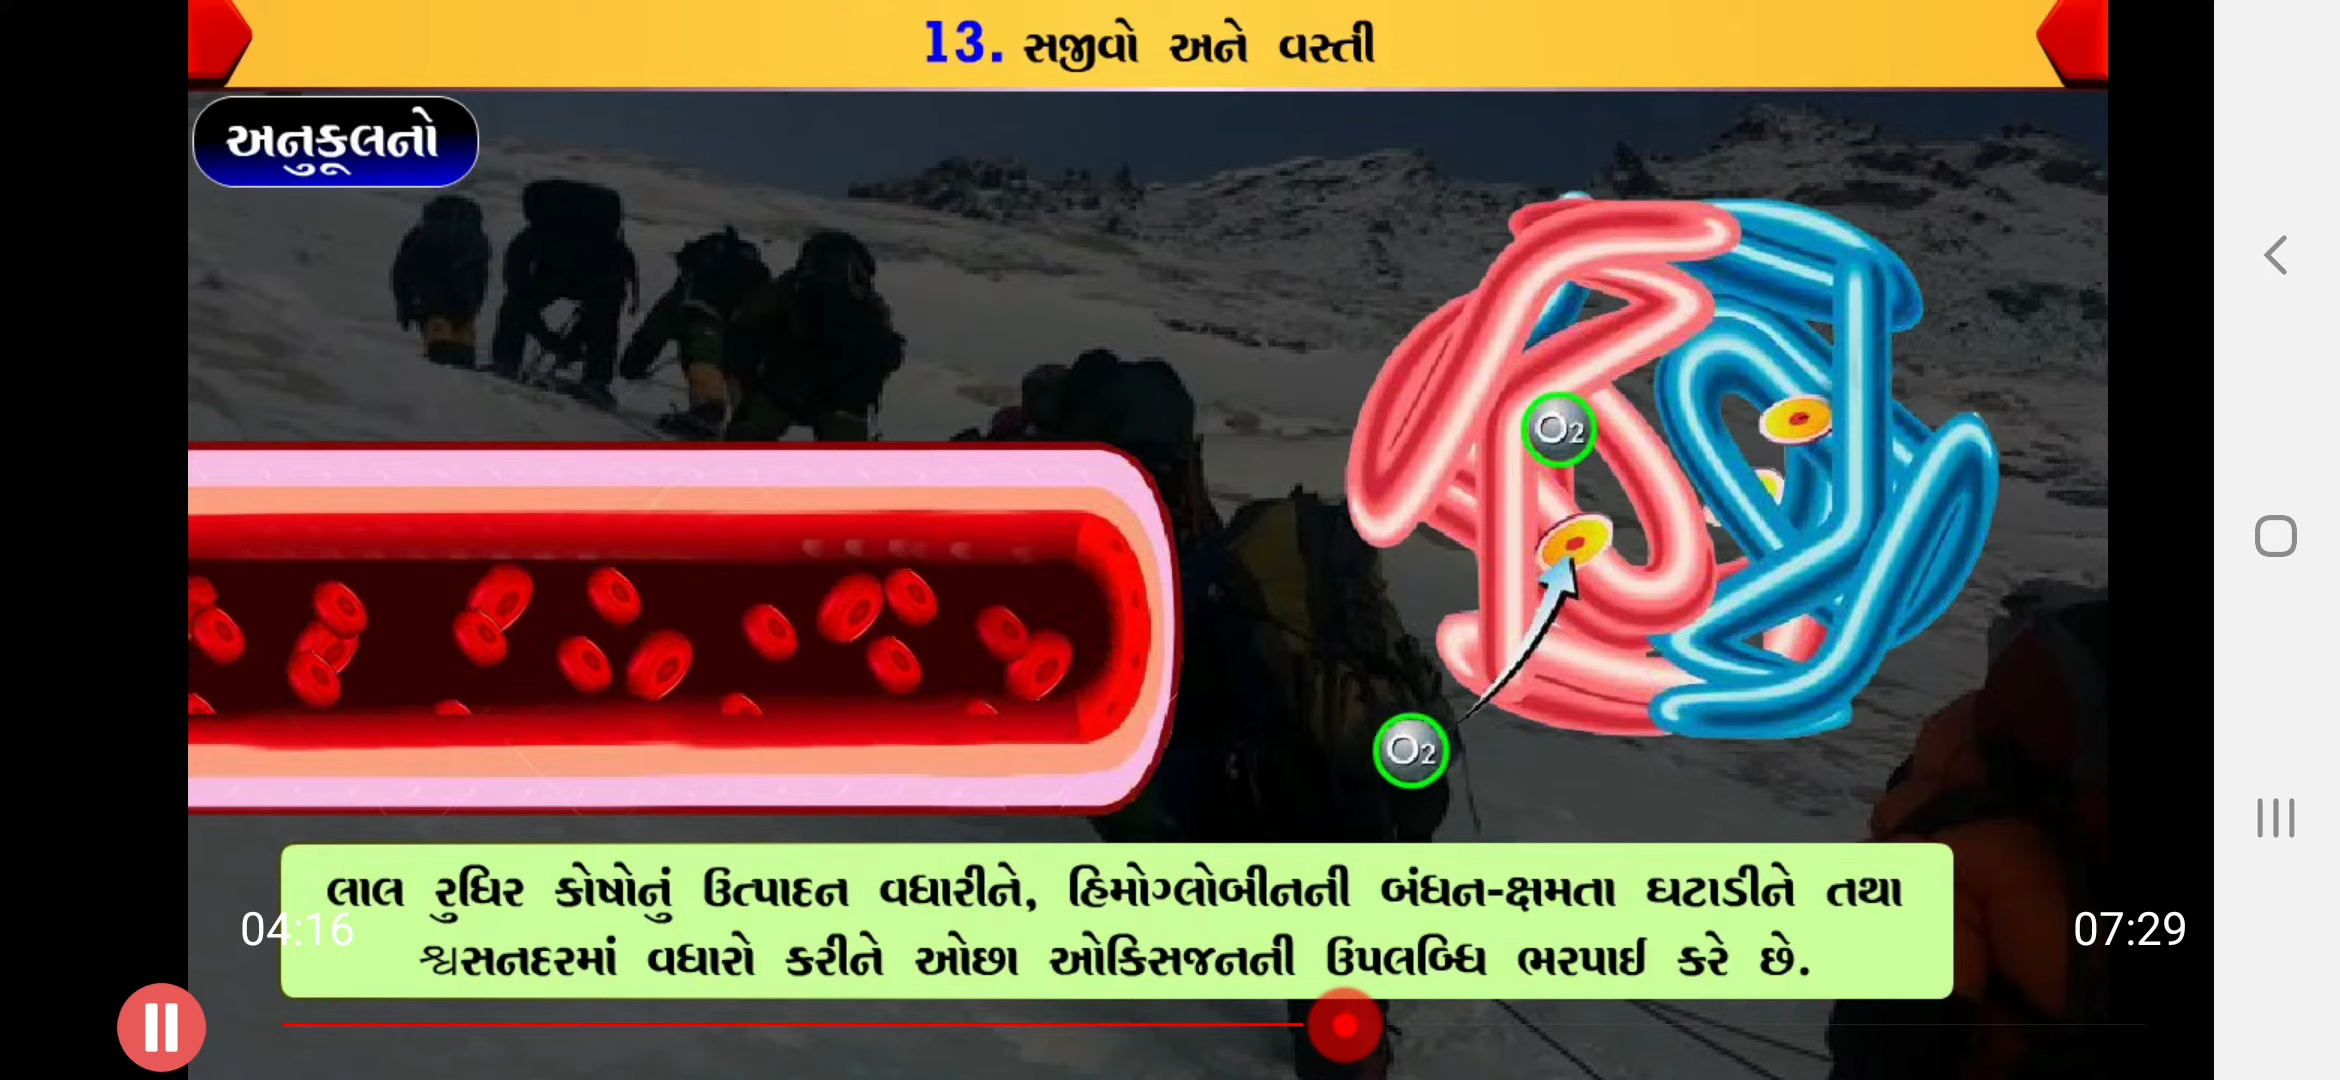 13. સજીવો અને વસ્તી
અનુકૂલનો
O2
O2
લાલ રુધિર કોષોનું ઉત્પાદન વધારીને, હિમોગ્લોબીનની બંધન-ક્ષમતા ઘટાડીને તથા
શ્વસનદરમાં વધારો કરીને ઓછા ઓકિસજનની ઉપલબ્ધિ ભરપાઈ કરે છે.
04:16
07:29